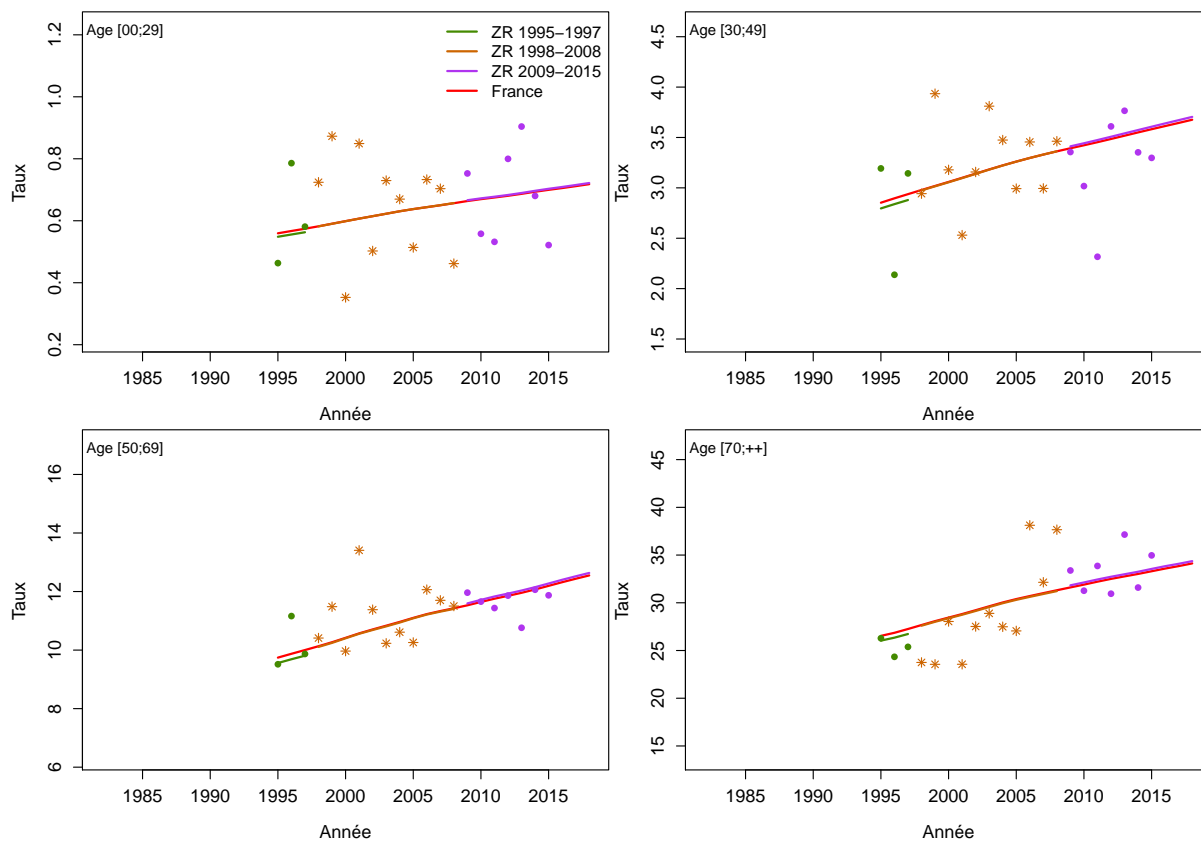 Age [00;29]
ZR 1995−1997
ZR 1998−2008
ZR 2009−2015
France
Taux
1.2
1.0
0.8
0.6
0.4
0.2
1985 1990 1995 2000 2005 2010 2015
Année
Age [30;49]
Taux
4.5
4.0
3.5
3.0
2.5
2.0
1.5
1985 1990 1995 2000 2005 2010 2015
Année
Age [50;69]
Taux
16
14
12
10
8
6
1985 1990 1995 2000 2005 2010 2015
Année
Age [70;++]
Taux
45
40
35
30
25
20
15
1985 1990 1995 2000 2005 2010 2015
Année